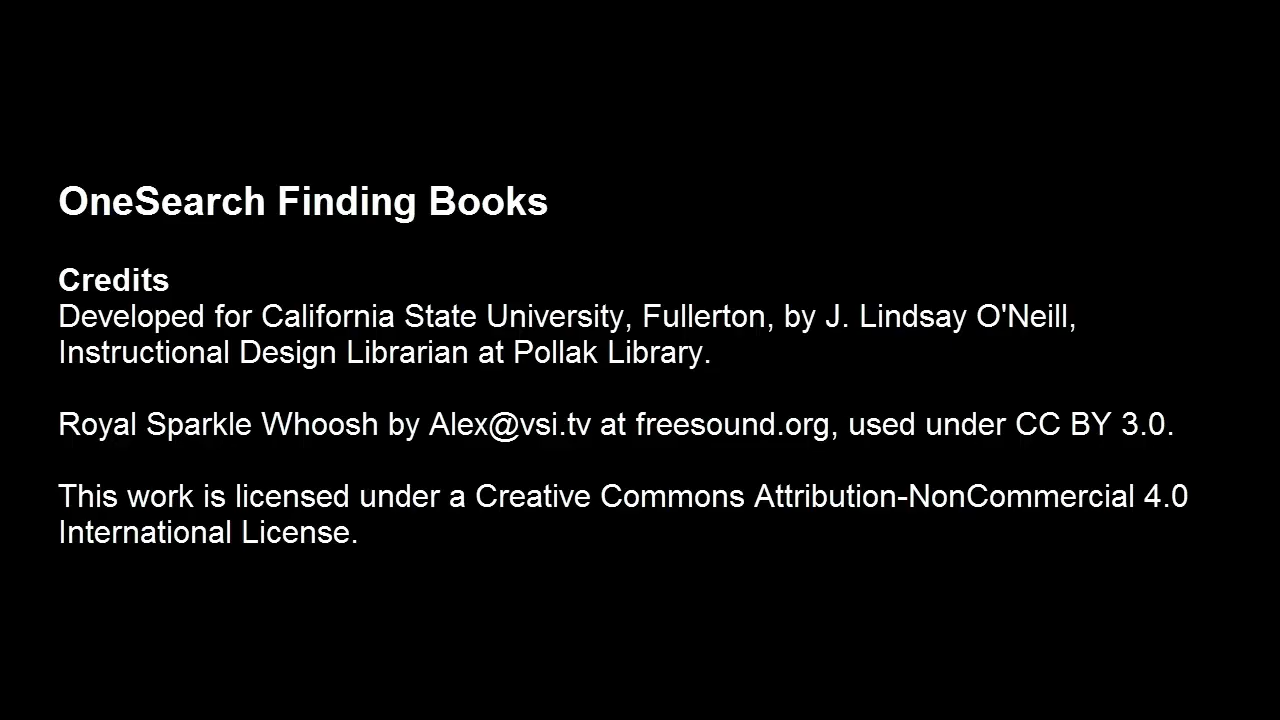 OneSearch Finding Books
Credits
Developed for California State University, Fullerton, by J. Lindsay O'Neill,
Instructional Design Librarian at Pollak Library.
Royal Sparkle Whoosh by Alex@vsi.tv at freesound.org, used under CC BY 3.0.
This work is licensed under a Creative Commons Attribution-NonCommercial 4.0
International License.